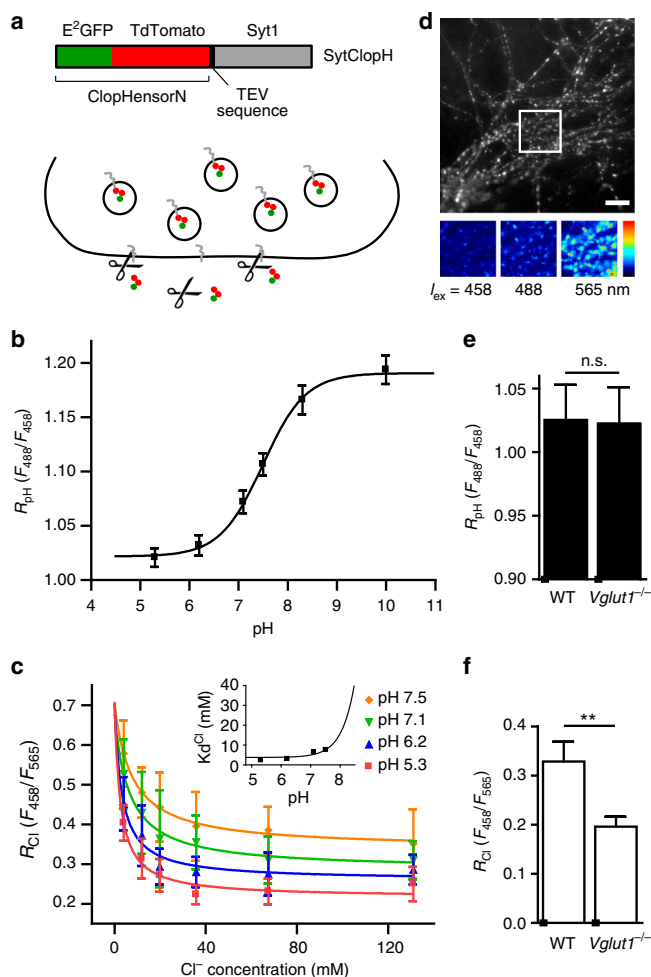 a
E²GFP TdTomato Syt1
SytClopH
ClopHensorN
TEV
sequence
b
R_pH (F_488/F_458)
1.20
1.15
1.10
1.05
1.00
4 5 6 7 8 9 10 11
pH
c
R_Cl (F_458/F_565)
0.7
0.6
0.5
0.4
0.3
0.2
0 40 80 120
Cl⁻ concentration (mM)
Kd^Cl (mM)
40
30
20
10
0
5 6 7 8
pH
pH 7.5
pH 7.1
pH 6.2
pH 5.3
d
I_ex = 458 488 565 nm
e
n.s.
R_pH (F_488/F_458)
1.05
1.00
0.95
0.90
WT Vglut1⁻/⁻
f
**
R_Cl (F_458/F_565)
0.4
0.3
0.2
0.1
0.0
WT Vglut1⁻/⁻